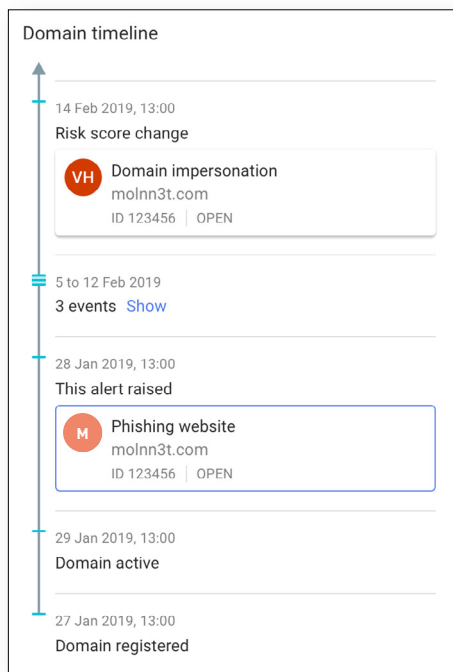 Domain timeline
14 Feb 2019, 13:00
Risk score change
VH
Domain impersonation
molnn3t.com
ID 123456 OPEN
5 to 12 Feb 2019
3 events Show
28 Jan 2019, 13:00
This alert raised
M
Phishing website
molnn3t.com
ID 123456 OPEN
29 Jan 2019, 13:00
Domain active
27 Jan 2019, 13:00
Domain registered